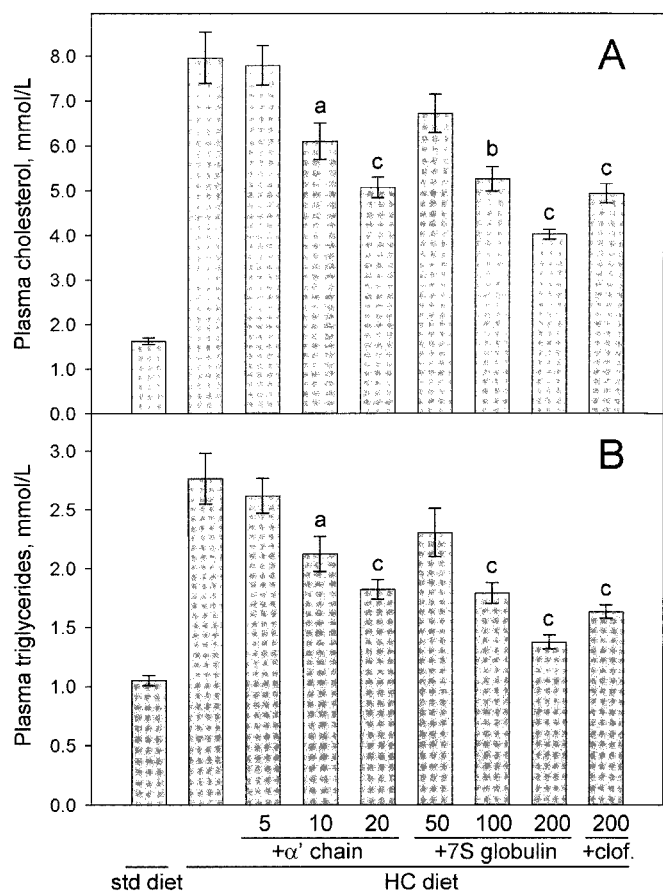 A
Plasma cholesterol, mmol/L
8.0
7.0
6.0
5.0
4.0
3.0
2.0
1.0
0.0
a
c
b
c
c
B
Plasma triglycerides, mmol/L
3.0
2.5
2.0
1.5
1.0
0.5
0.0
a
c
c
c
c
5 10 20 50 100 200 200
+α' chain +7S globulin +clof.
std diet HC diet